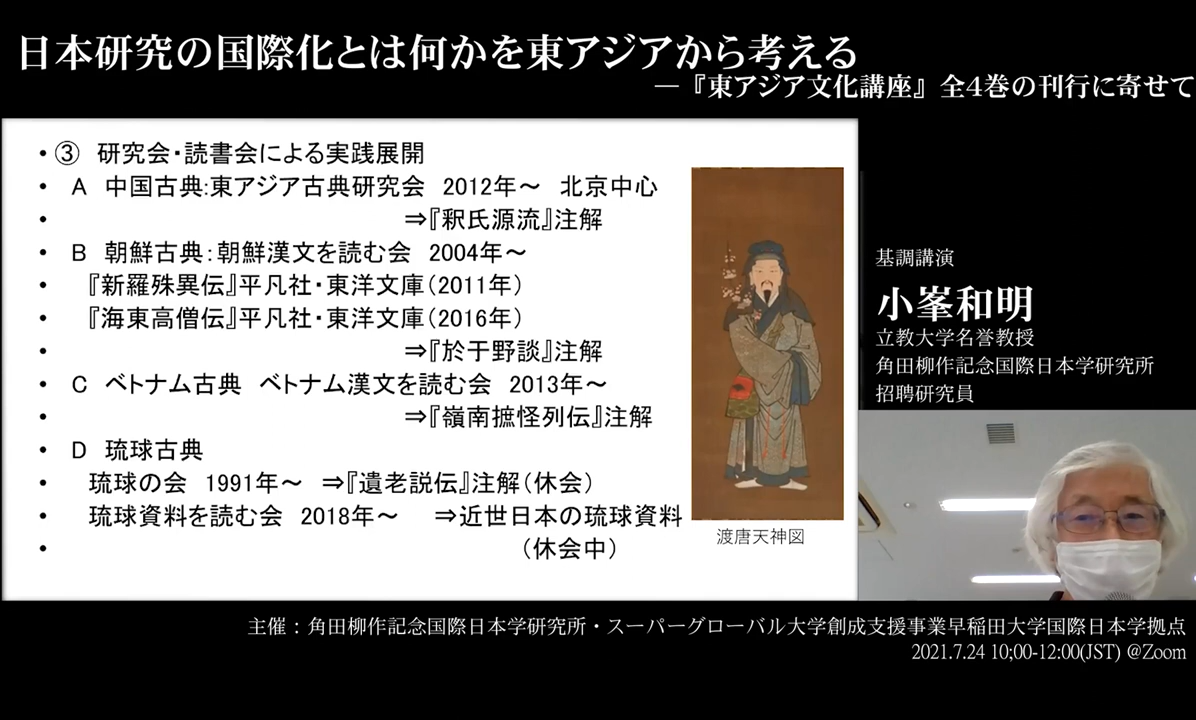 日本研究の国際化とは何かを東アジアから考える
―『東アジア文化講座』全4巻の刊行に寄せて
•③ 研究会・読書会による実践展開
• A 中国古典:東アジア古典研究会 2012年～ 北京中心
• ⇒『釈氏源流』注解
• B 朝鮮古典：朝鮮漢文を読む会 2004年～
• 『新羅殊異伝』平凡社・東洋文庫（2011年）
• 『海東高僧伝』平凡社・東洋文庫（2016年）
• ⇒『於于野談』注解
• C ベトナム古典 ベトナム漢文を読む会 2013年～
• ⇒『嶺南摭怪列伝』注解
• D 琉球古典
• 琉球の会 1991年～ ⇒『遺老説伝』注解（休会）
• 琉球資料を読む会 2018年～ ⇒近世日本の琉球資料
• （休会中）
渡唐天神図
基調講演
小峯和明
立教大学名誉教授
角田柳作記念国際日本学研究所
招聘研究員
主催：角田柳作記念国際日本学研究所・スーパーグローバル大学創成支援事業早稲田大学国際日本学拠点
2021.7.24 10;00-12:00(JST) @Zoom